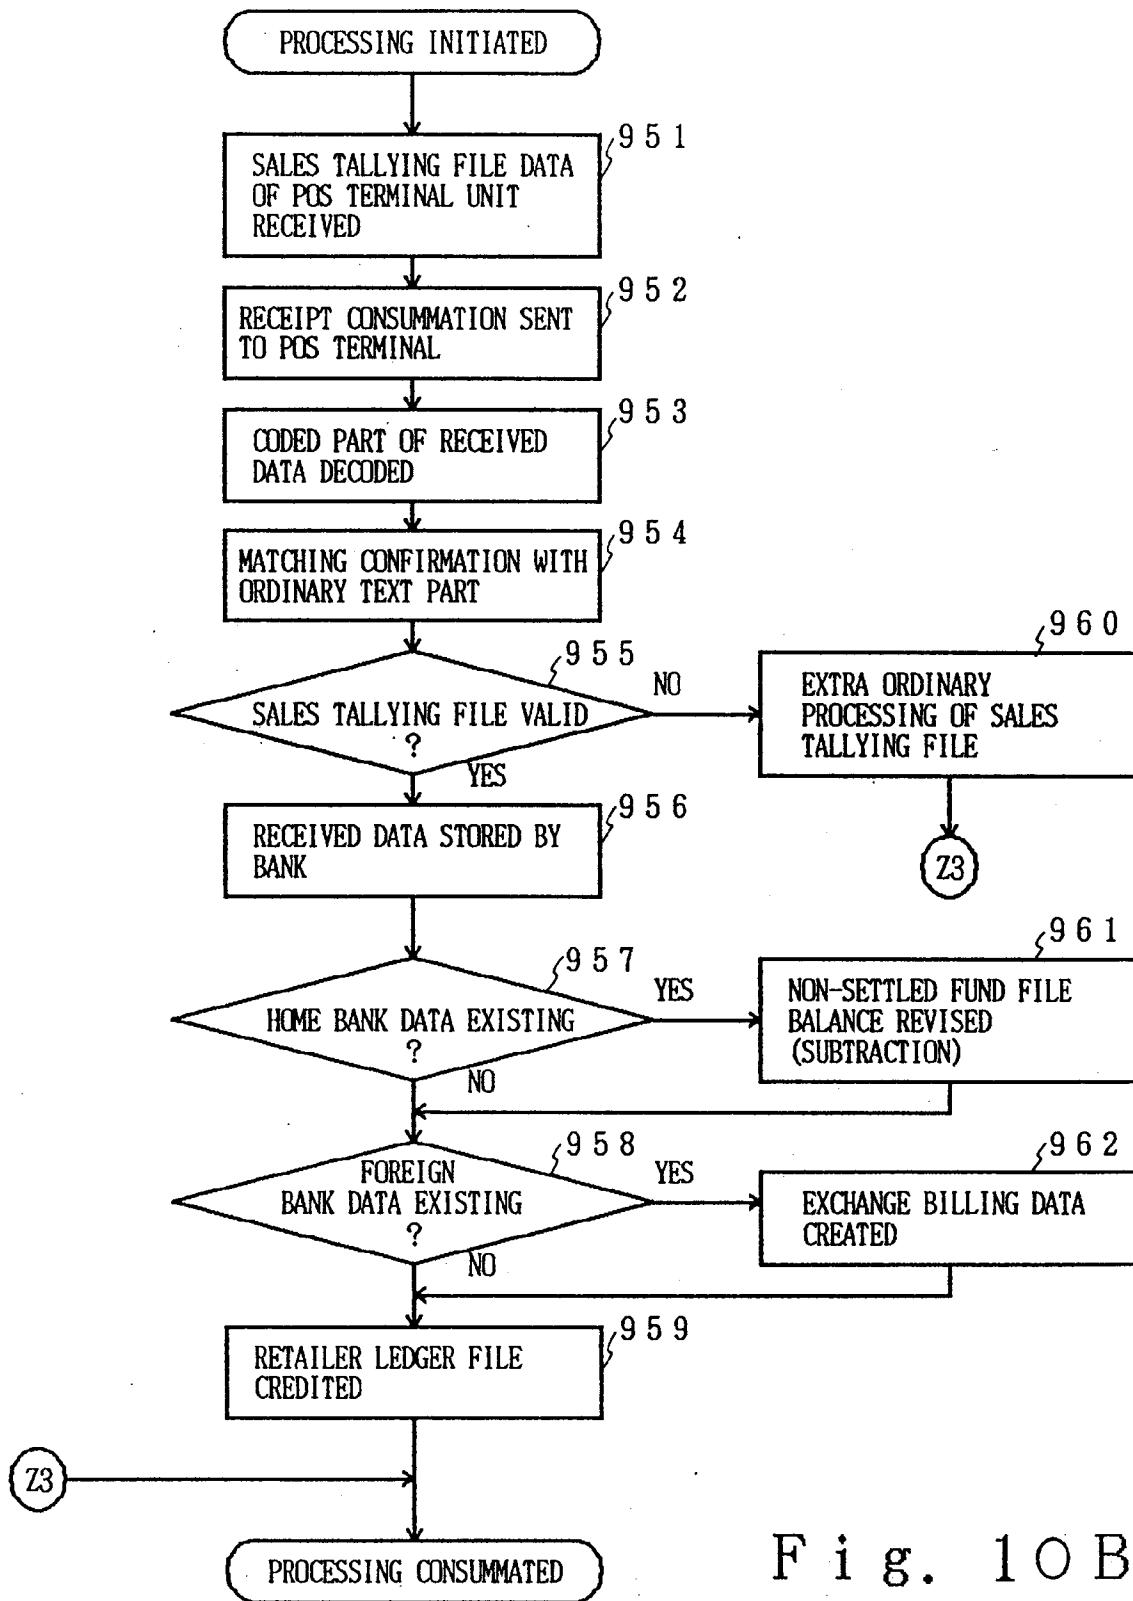 PROCESSING INITIATED
951
SALES TALLYING FILE DATA
OF POS TERMINAL UNIT
RECEIVED
952
RECEIPT CONSUMMATION SENT
TO POS TERMINAL
953
CODED PART OF RECEIVED
DATA DECODED
954
MATCHING CONFIRMATION WITH
ORDINARY TEXT PART
955
SALES TALLYING FILE VALID
?
NO
YES
960
EXTRA ORDINARY
PROCESSING OF SALES
TALLYING FILE
Z3
956
RECEIVED DATA STORED BY
BANK
957
HOME BANK DATA EXISTING
?
YES
NO
961
NON-SETTLED FUND FILE
BALANCE REVISED
(SUBTRACTION)
958
FOREIGN
BANK DATA EXISTING
?
YES
NO
962
EXCHANGE BILLING DATA
CREATED
959
RETAILER LEDGER FILE
CREDITED
Z3
PROCESSING CONSUMMATED
Fig. 10B